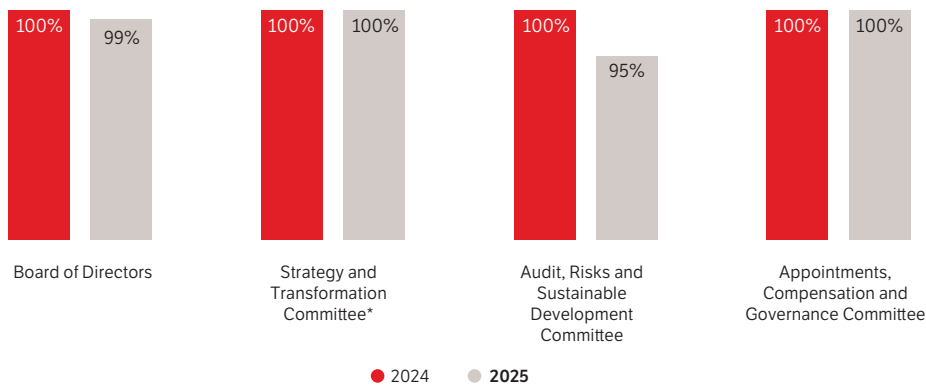 100%
99%
100%
100%
100%
95%
100%
100%
Board of Directors
Strategy and
Transformation
Committee*
Audit, Risks and
Sustainable
Development
Committee
Appointments,
Compensation and
Governance Committee
2024
2025